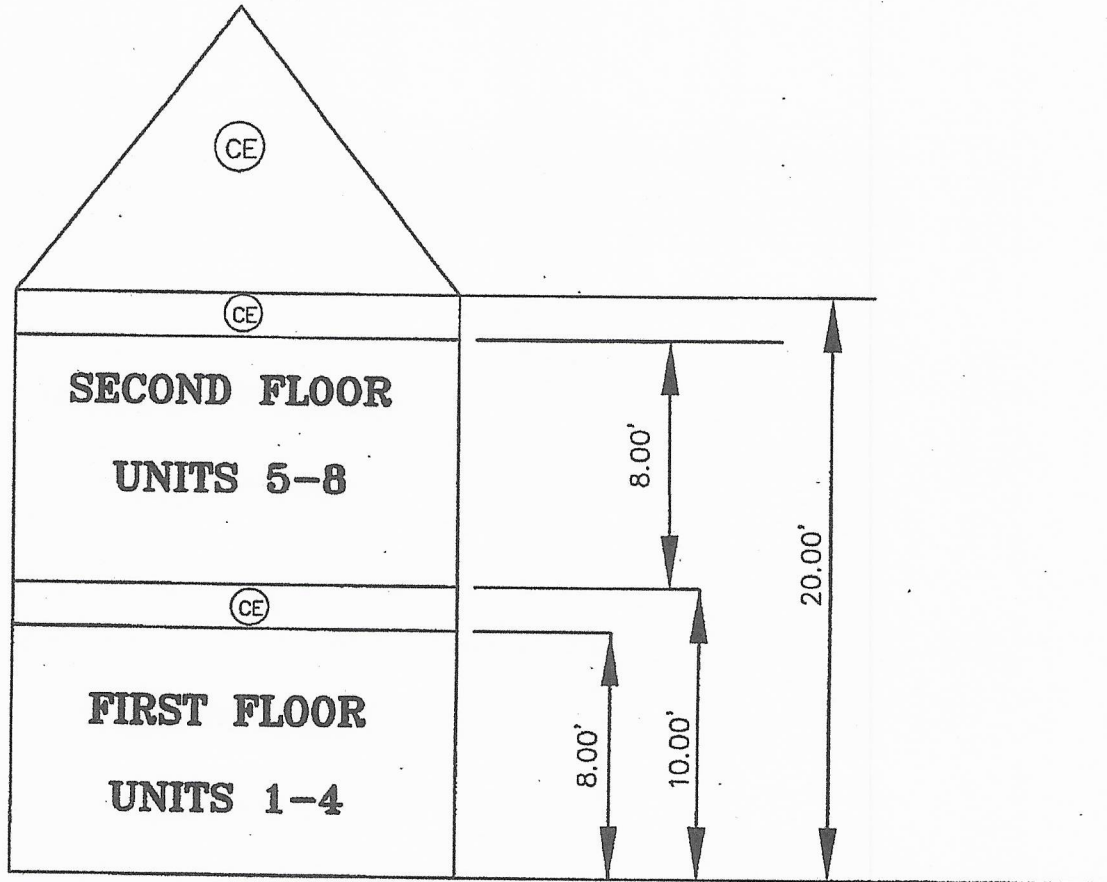 CE
CE
SECOND FLOOR
UNITS 5-8
8.00'
20.00'
CE
FIRST FLOOR
UNITS 1-4
8.00'
10.00'